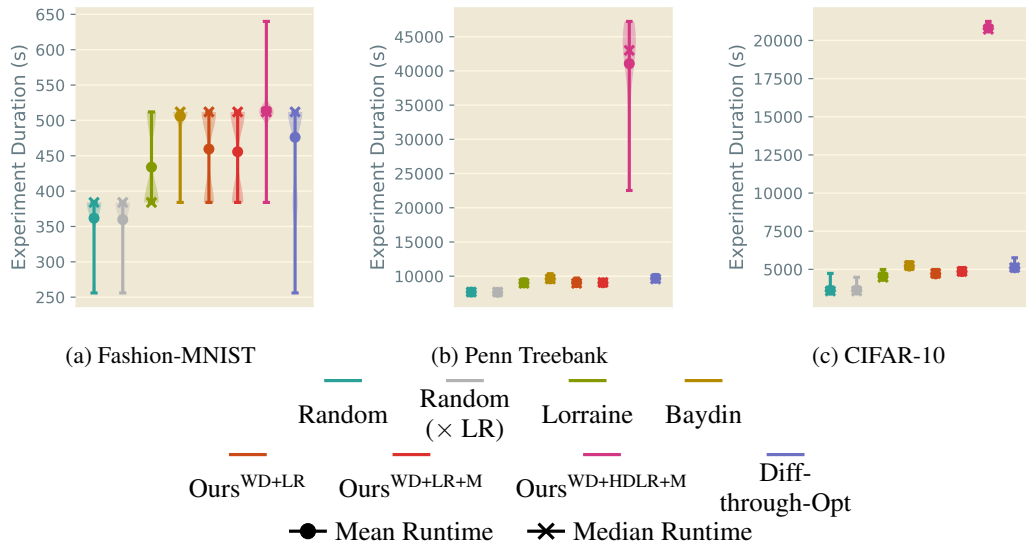 650
600
550
500
450
400
350
300
250
Experiment Duration (s)
45000
40000
35000
30000
25000
20000
15000
10000
Experiment Duration (s)
20000
17500
15000
12500
10000
7500
5000
Experiment Duration (s)
(a) Fashion-MNIST
(b) Penn Treebank
(c) CIFAR-10
Random
Random
(× LR)
Lorraine
Baydin
Ours^WD+LR
Ours^WD+LR+M
Ours^WD+HDLR+M
Diff-
through-Opt
Mean Runtime
Median Runtime